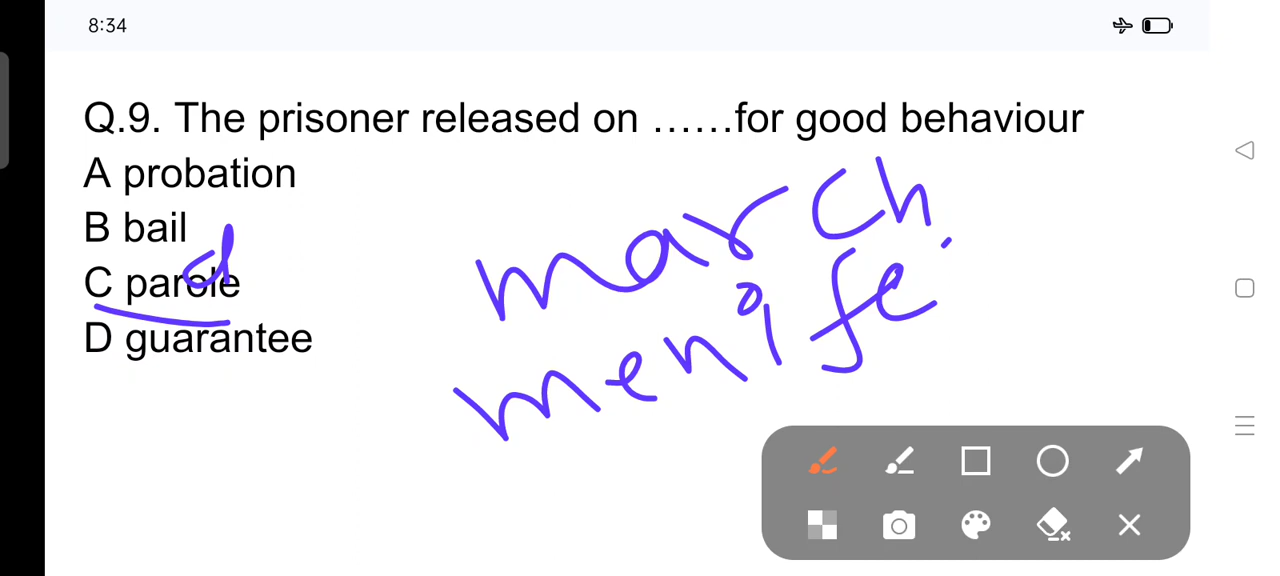 8:34
Q.9. The prisoner released on ......for good behaviour
A probation
B bail
d
C parole
D guarantee
march
menife